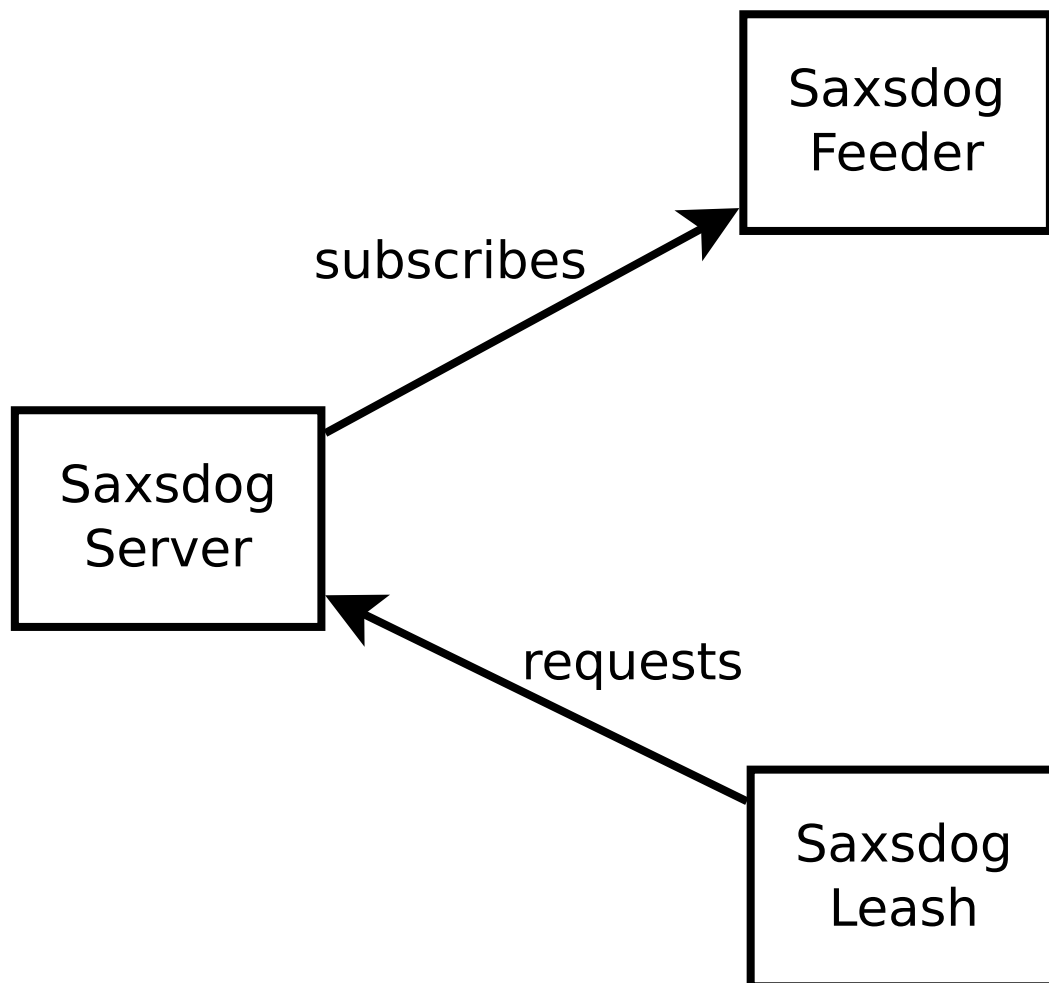 Saxsdog
Feeder
subscribes
Saxsdog
Server
requests
Saxsdog
Leash